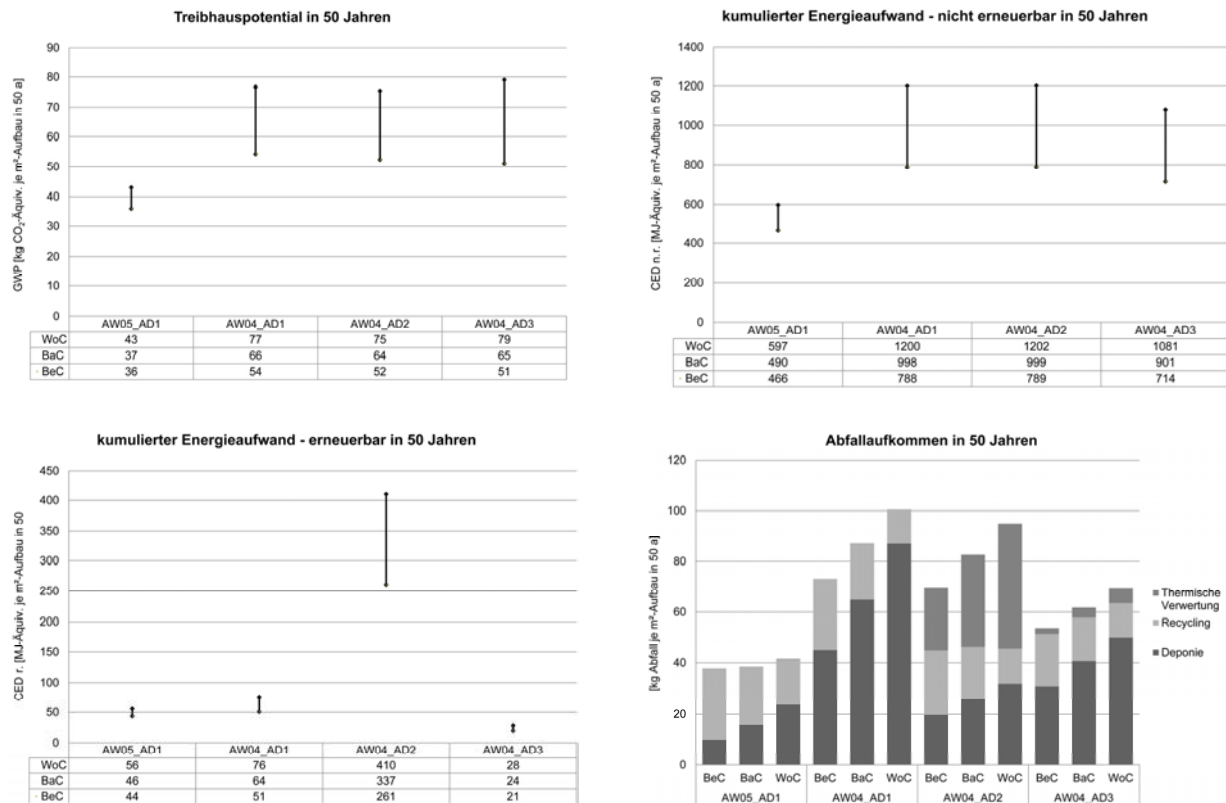 Treibhauspotential in 50 Jahren
GWP [kg CO₂-Äquiv. je m²-Aufbau in 50 a]
90
80
70
60
50
40
30
20
10
0
AW05_AD1 AW04_AD1 AW04_AD2 AW04_AD3
WoC 43 77 75 79
BaC 37 66 64 65
BeC 36 54 52 51
kumulierter Energieaufwand - nicht erneuerbar in 50 Jahren
CED n.r. [MJ-Äquiv. je m²-Aufbau in 50 a]
1400
1200
1000
800
600
400
200
0
AW05_AD1 AW04_AD1 AW04_AD2 AW04_AD3
WoC 597 1200 1202 1081
BaC 490 998 999 901
BeC 466 788 789 714
kumulierter Energieaufwand - erneuerbar in 50 Jahren
CED r. [MJ-Äquiv. je m²-Aufbau in 50
450
400
350
300
250
200
150
100
50
0
AW05_AD1 AW04_AD1 AW04_AD2 AW04_AD3
WoC 56 76 410 28
BaC 46 64 337 24
BeC 44 51 261 21
Abfallaufkommen in 50 Jahren
[kg Abfall je m²-Aufbau in 50 a]
120
100
80
60
40
20
0
BeC BaC WoC BeC BaC WoC BeC BaC WoC BeC BaC WoC
AW05_AD1 AW04_AD1 AW04_AD2 AW04_AD3
Thermische
Verwertung
Recycling
Deponie